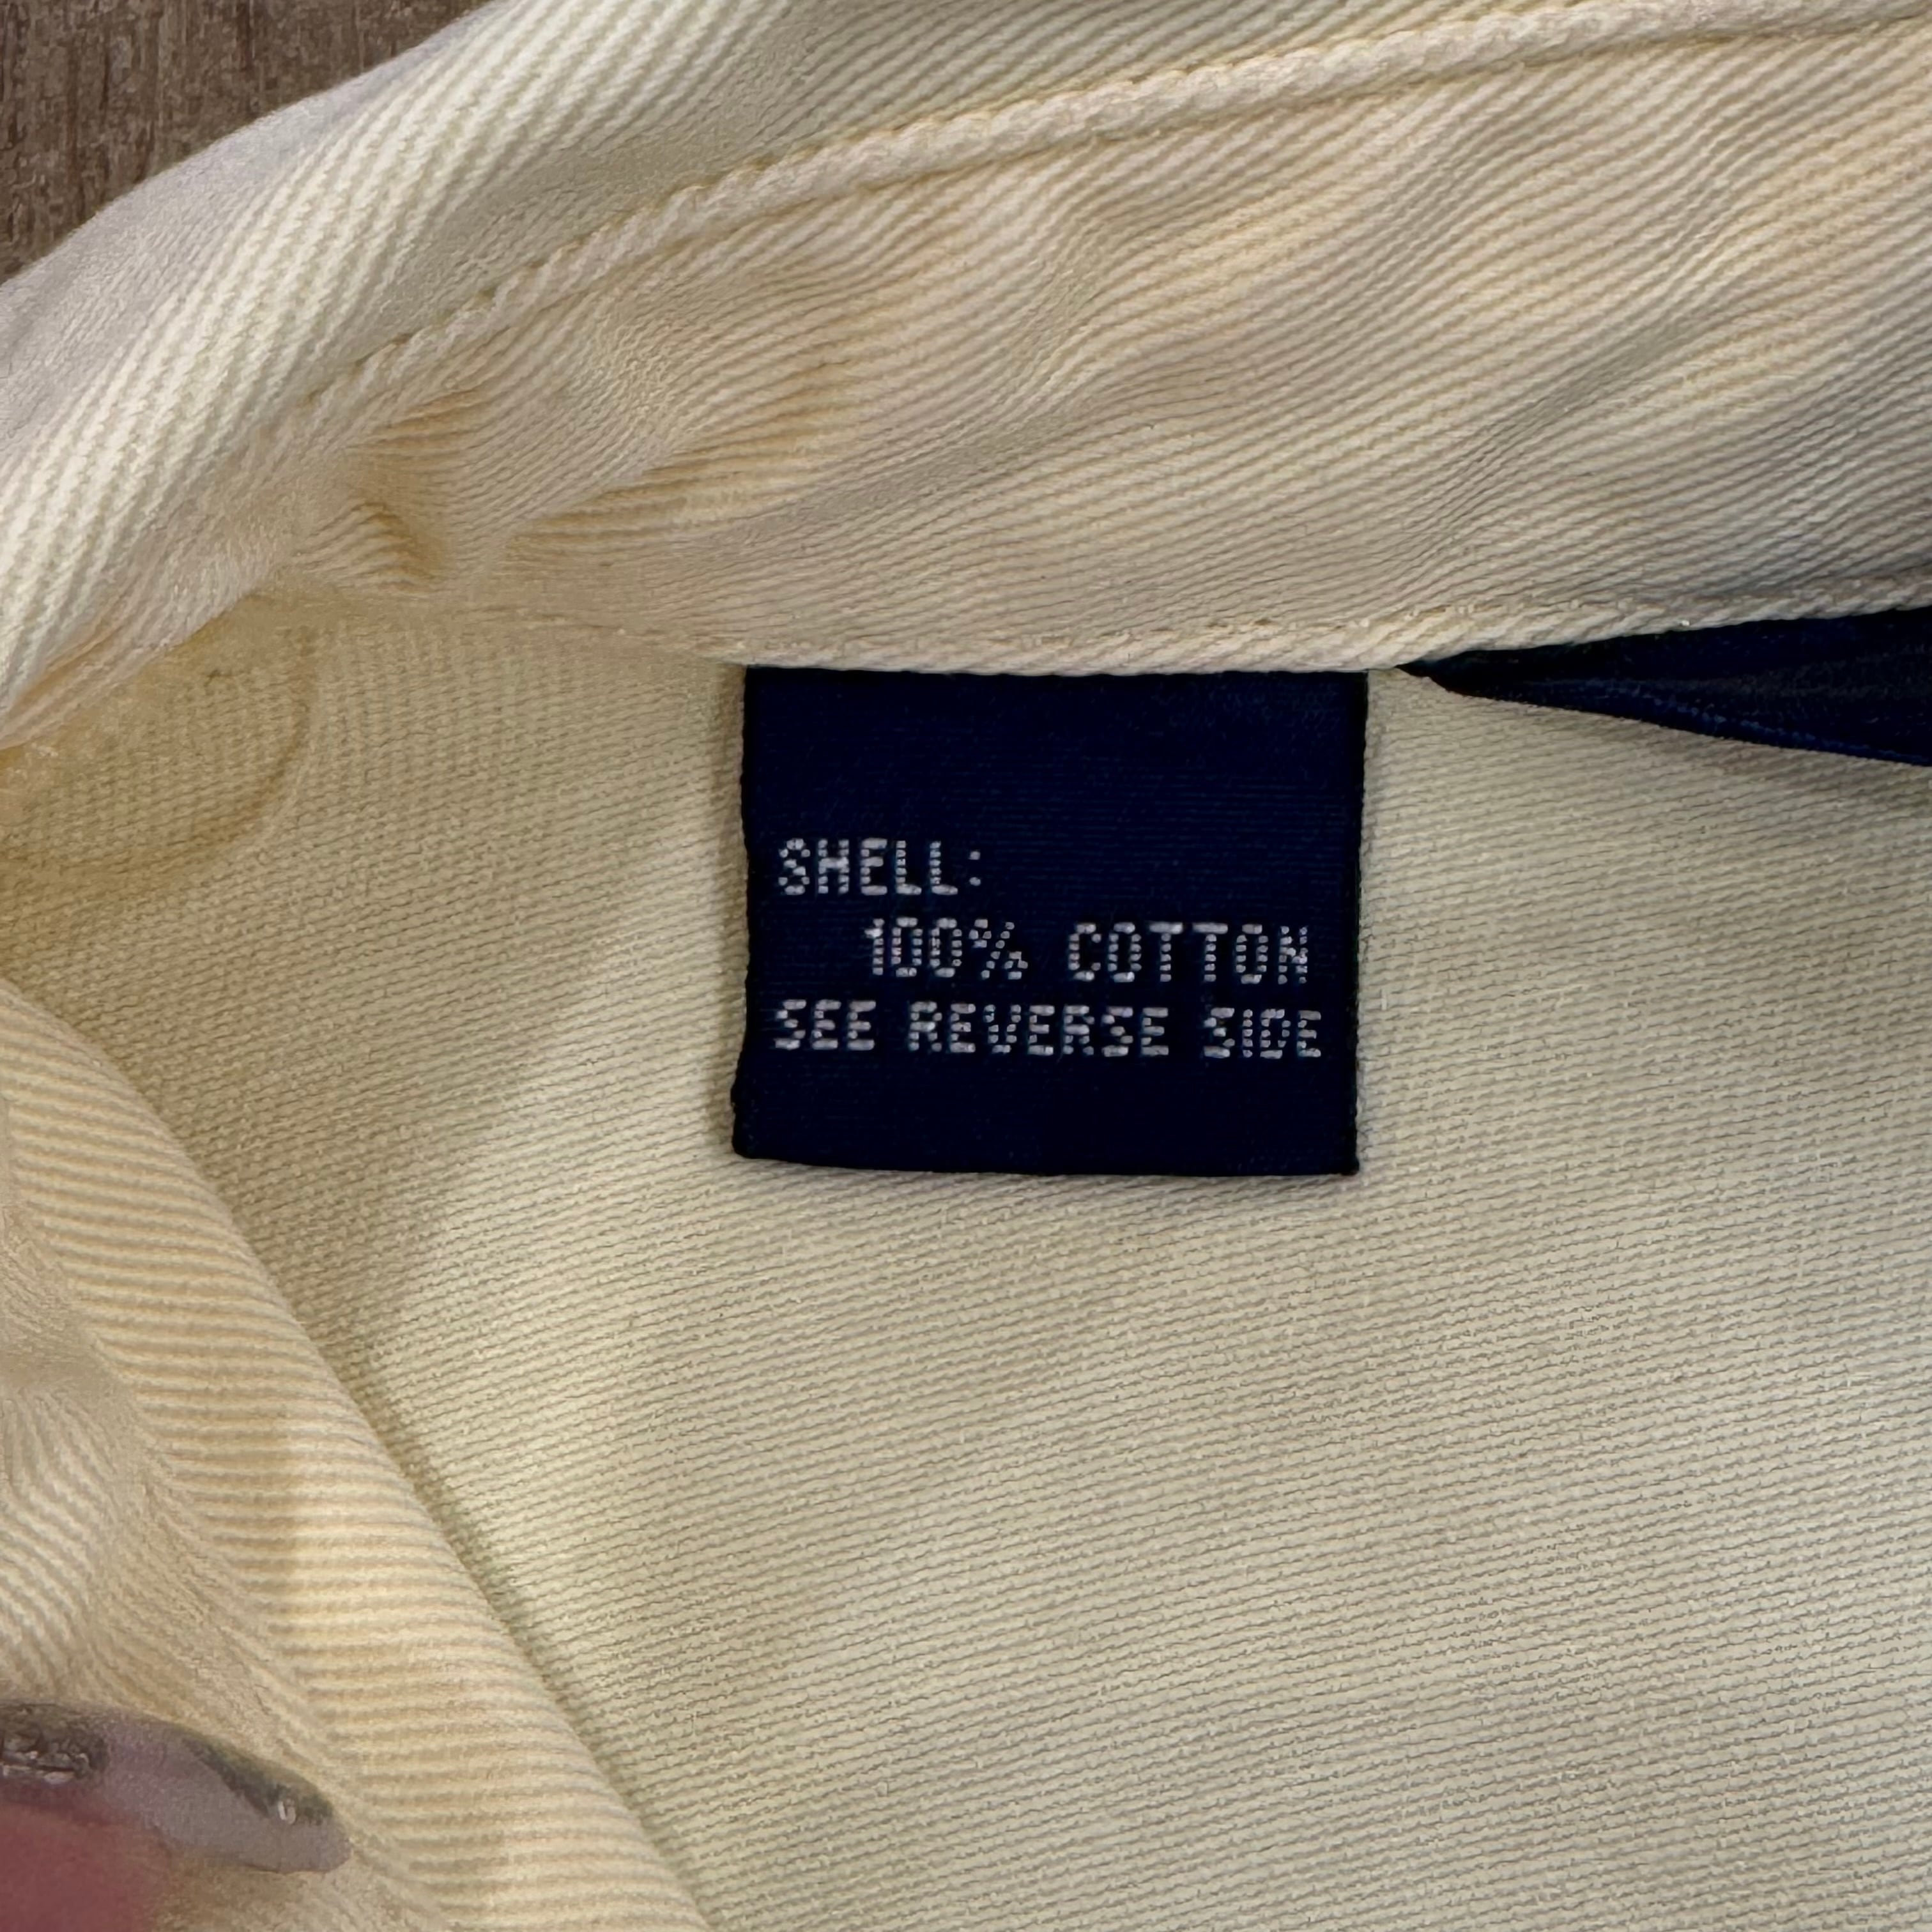 SHELL:
100% COTTON
SEE REVERSE SIDE